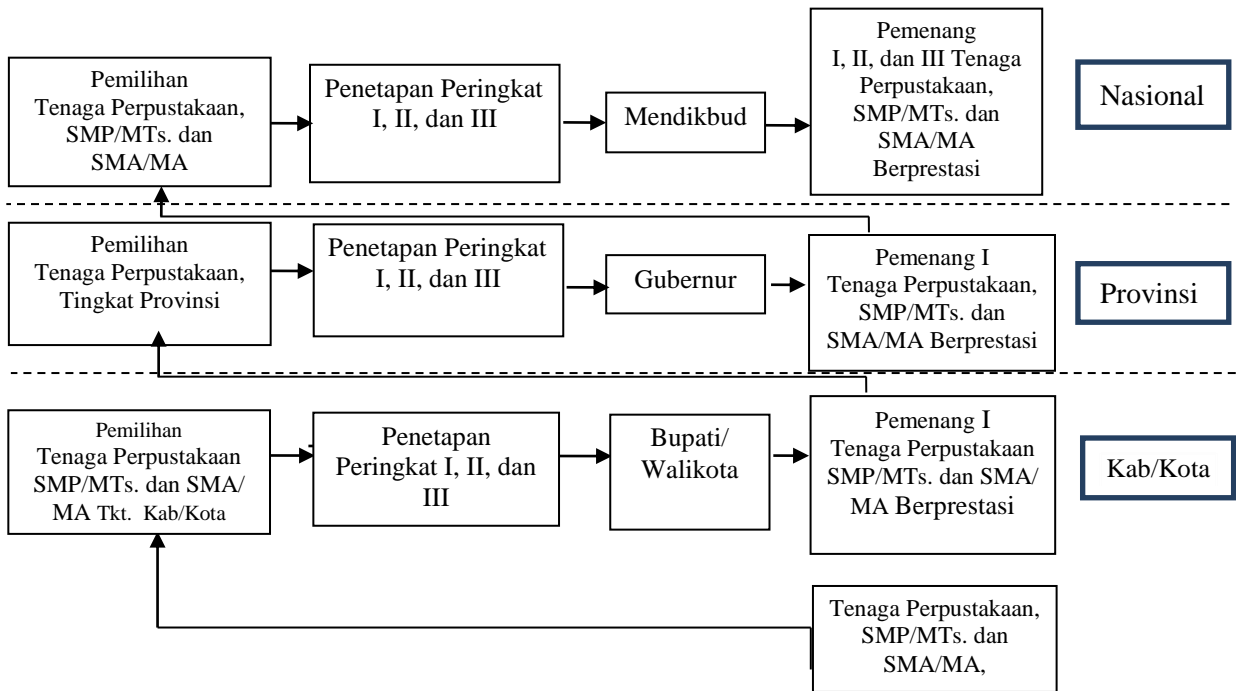 Pemilihan
Tenaga Perpustakaan,
SMP/MTs. dan
SMA/MA
Penetapan Peringkat
I, II, dan III
Mendikbud
Pemenang
I, II, dan III Tenaga
Perpustakaan,
SMP/MTs. dan
SMA/MA
Berprestasi
Nasional
Pemilihan
Tenaga Perpustakaan,
Tingkat Provinsi
Penetapan Peringkat
I, II, dan III
Gubernur
Pemenang I
Tenaga Perpustakaan,
SMP/MTs. dan
SMA/MA Berprestasi
Provinsi
Pemilihan
Tenaga Perpustakaan
SMP/MTs. dan SMA/
MA Tkt. Kab/Kota
Penetapan
Peringkat I, II, dan
III
Bupati/
Walikota
Pemenang I
Tenaga Perpustakaan
SMP/MTs. dan SMA/
MA Berprestasi
Kab/Kota
Tenaga Perpustakaan,
SMP/MTs. dan
SMA/MA,